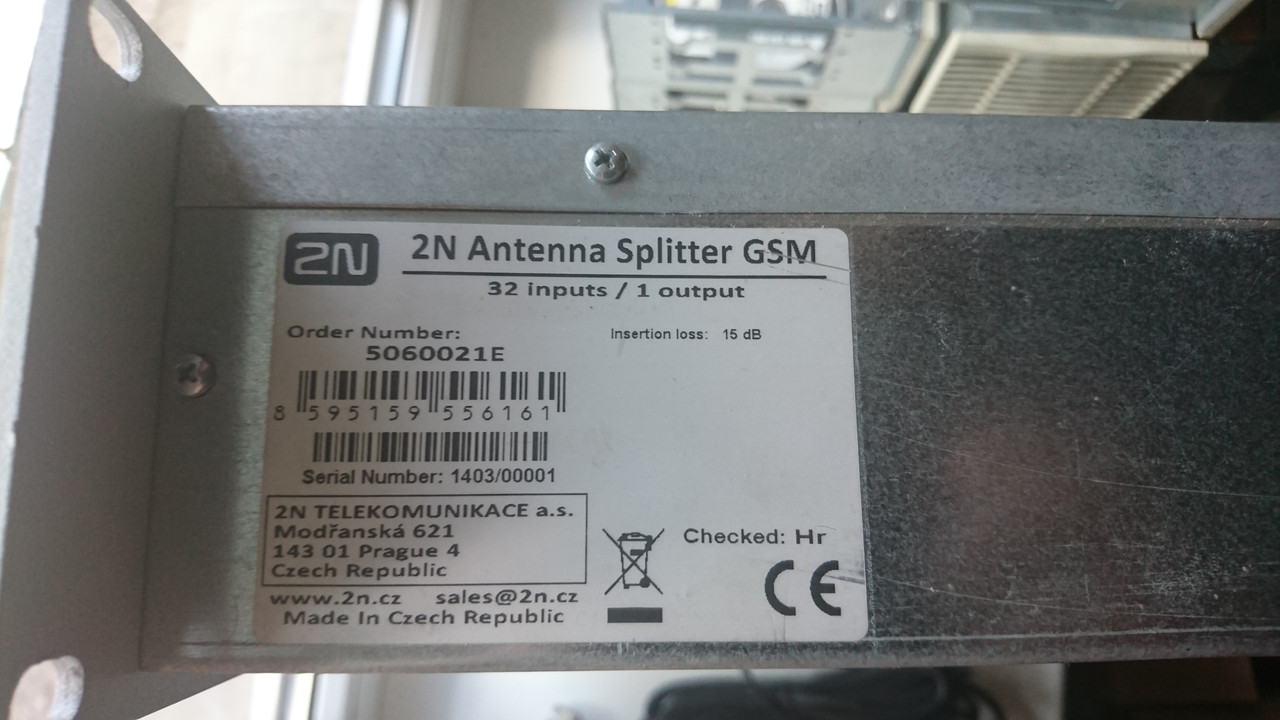 2N
2N Antenna Splitter GSM
32 inputs / 1 output
Order Number:
5060021E
Insertion loss: 15 dB
8 595159 556161
Serial Number: 1403/00001
2N TELEKOMUNIKACE a.s.
Modřanská 621
143 01 Prague 4
Czech Republic
www.2n.cz sales@2n.cz
Made In Czech Republic
Checked: Hr
CE